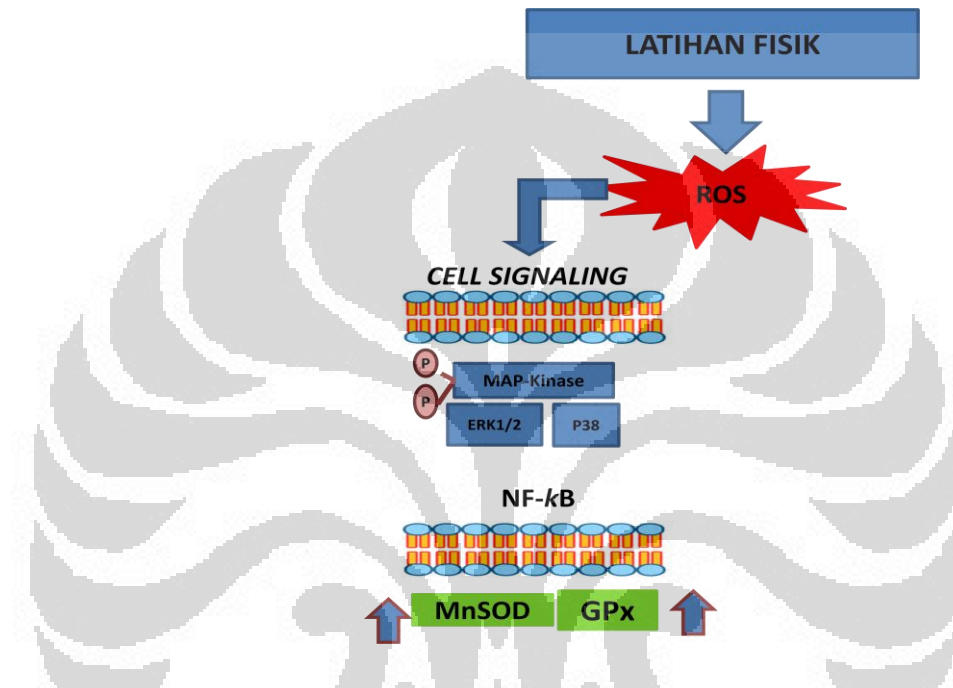 LATIHAN FISIK
ROS
CELL SIGNALING
P
MAP-Kinase
P
ERK1/2 P38
NF-kB
MnSOD GPx